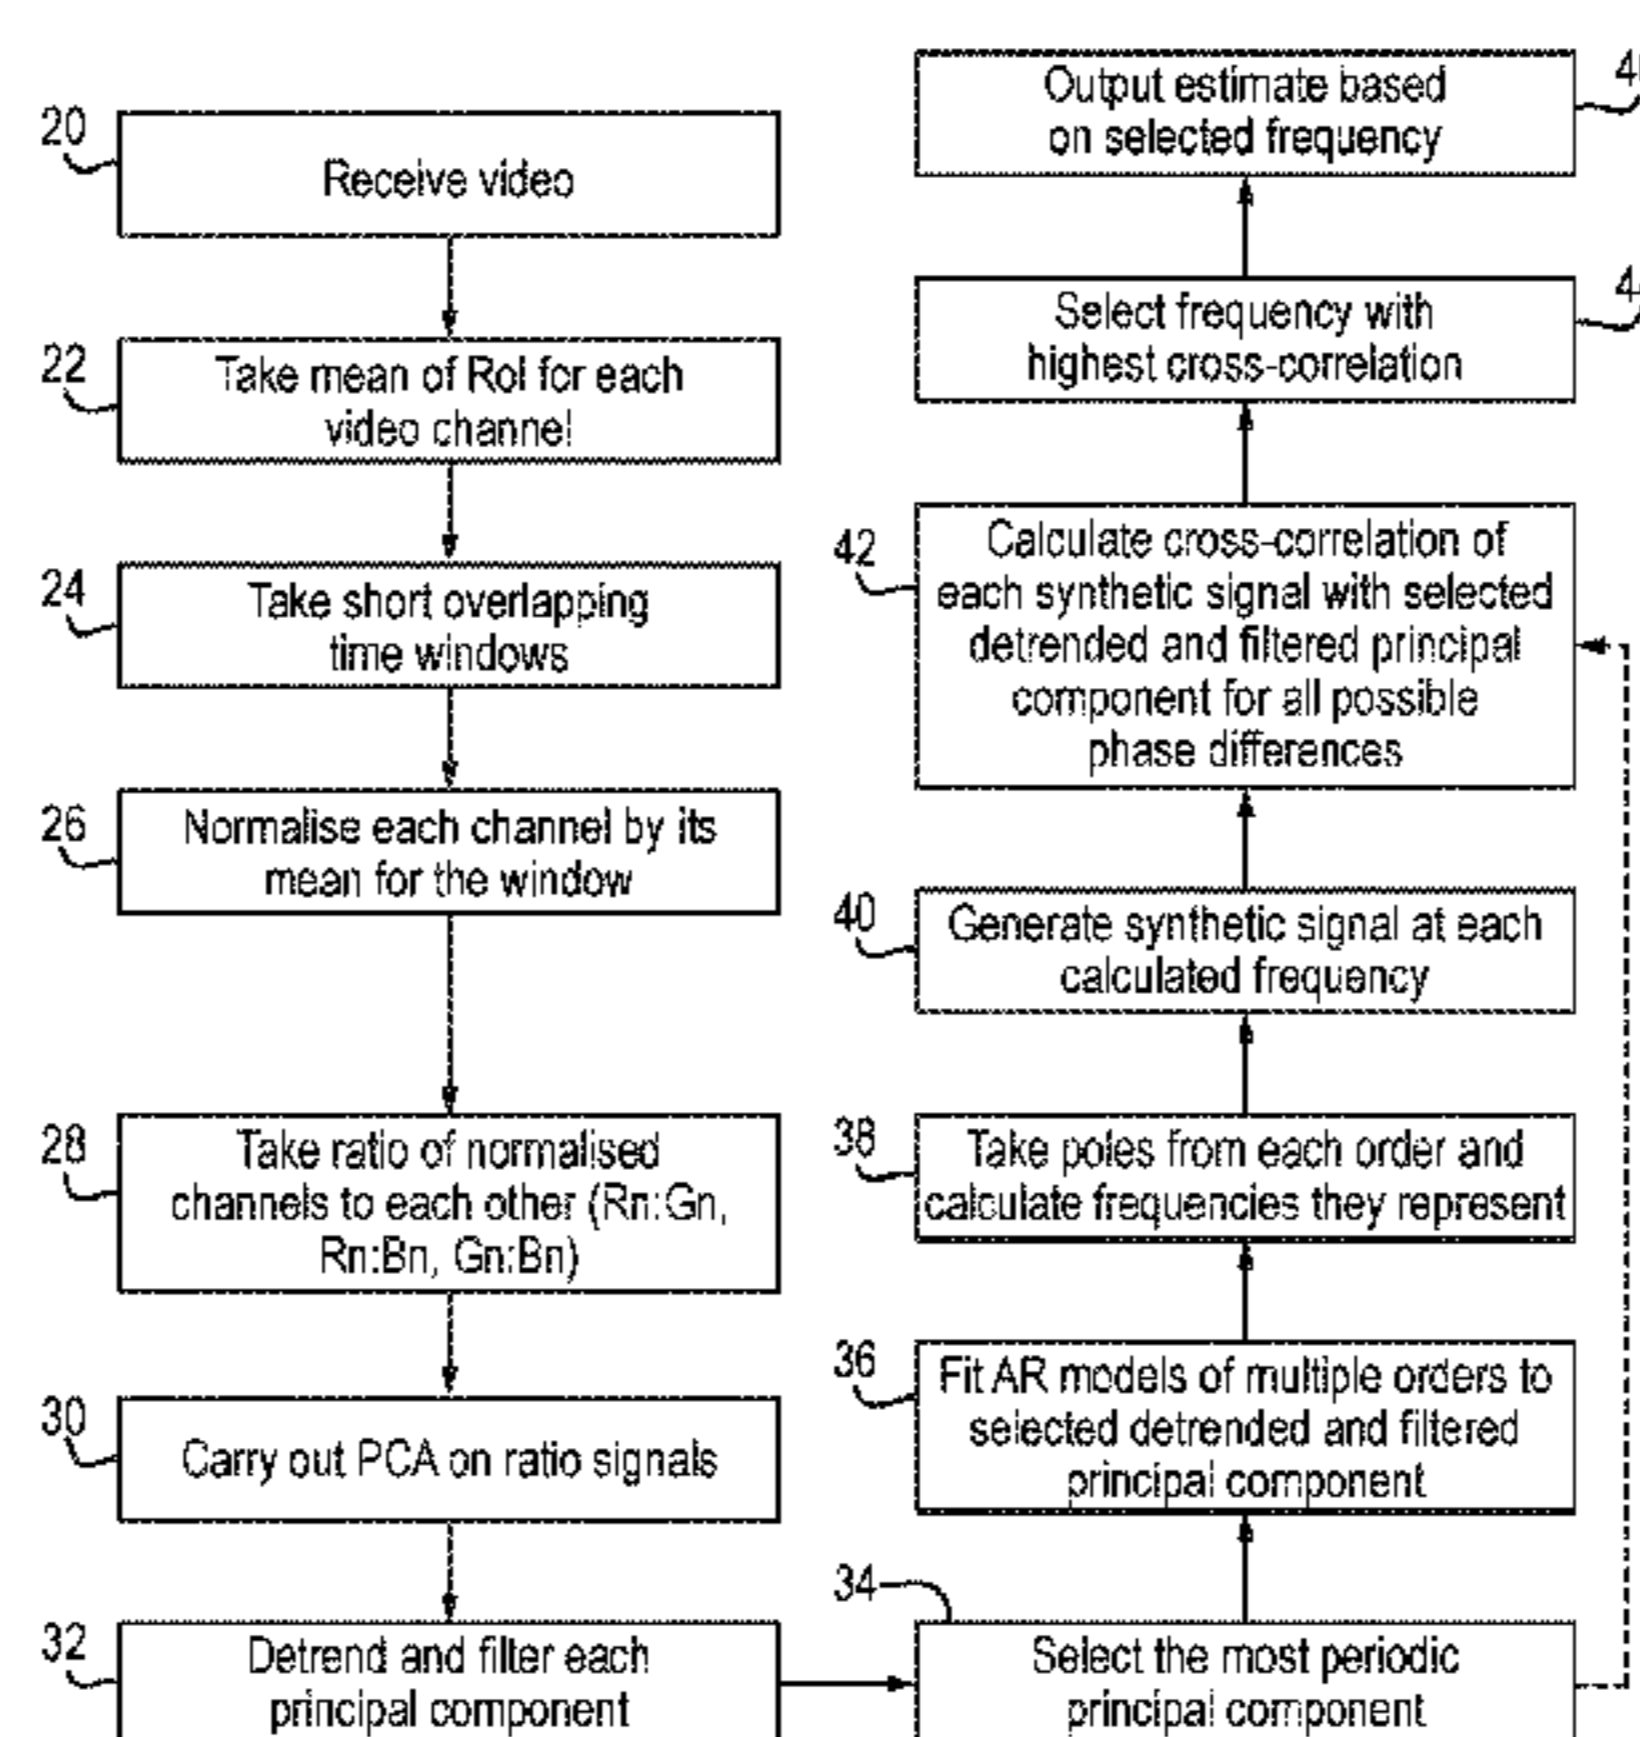 20
Receive video
22
Take mean of RoI for each
video channel
24
Take short overlapping
time windows
26
Normalise each channel by its
mean for the window
28
Take ratio of normalised
channels to each other (Rn:Gn,
Rn:Bn, Gn:Bn)
30
Carry out PCA on ratio signals
32
Detrend and filter each
principal component
34
Select the most periodic
principal component
36
Fit AR models of multiple orders to
selected detrended and filtered
principal component
38
Take poles from each order and
calculate frequencies they represent
40
Generate synthetic signal at each
calculated frequency
42
Calculate cross-correlation of
each synthetic signal with selected
detrended and filtered principal
component for all possible
phase differences
Select frequency with
highest cross-correlation
Output estimate based
on selected frequency